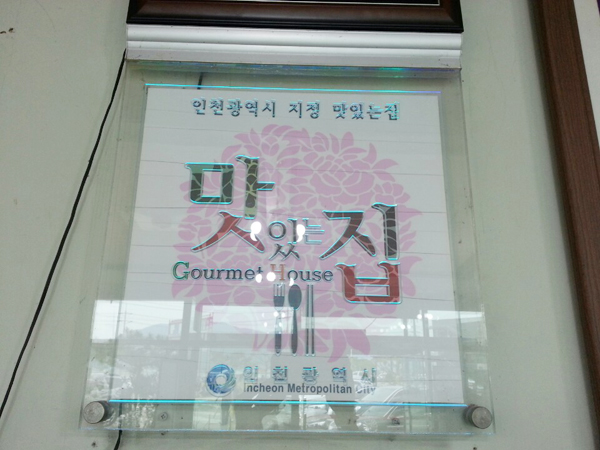 인천광역시 지정 맛있는집
맛있는집
Gourmet House
인천광역시
Incheon Metropolitan City